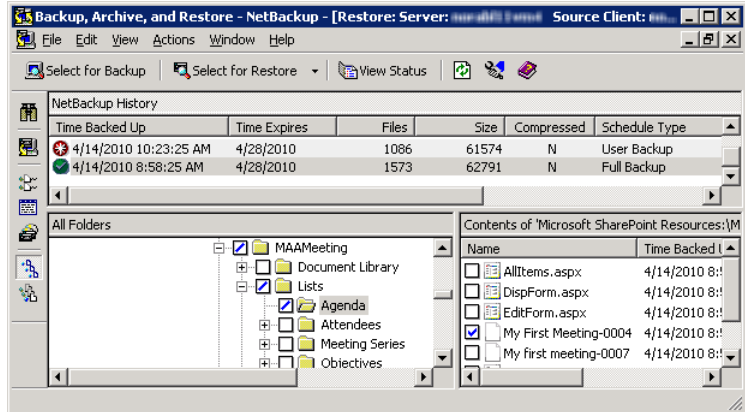 Backup, Archive, and Restore - NetBackup - [Restore: Server: Source Client:
File Edit View Actions Window Help
Select for Backup Select for Restore View Status
NetBackup History
Time Backed Up Time Expires Files Size Compressed Schedule Type
4/14/2010 10:23:25 AM 4/28/2010 1086 61574 N User Backup
4/14/2010 8:58:25 AM 4/28/2010 1573 62791 N Full Backup
All Folders Contents of 'Microsoft SharePoint Resources:\M
Name Time Backed U
MAAMeeting
Document Library AllItems.aspx 4/14/2010 8:5
Lists DispForm.aspx 4/14/2010 8:5
Agenda EditForm.aspx 4/14/2010 8:5
Attendees My First Meeting-0004 4/14/2010 8:5
Meeting Series My first meeting-0007 4/14/2010 8:5
Objectives